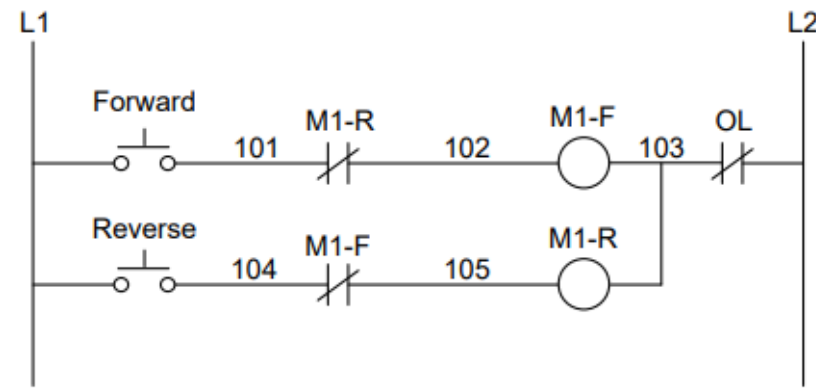 L1 L2
Forward
M1-R M1-F OL
101 102 103
Reverse
M1-F M1-R
104 105